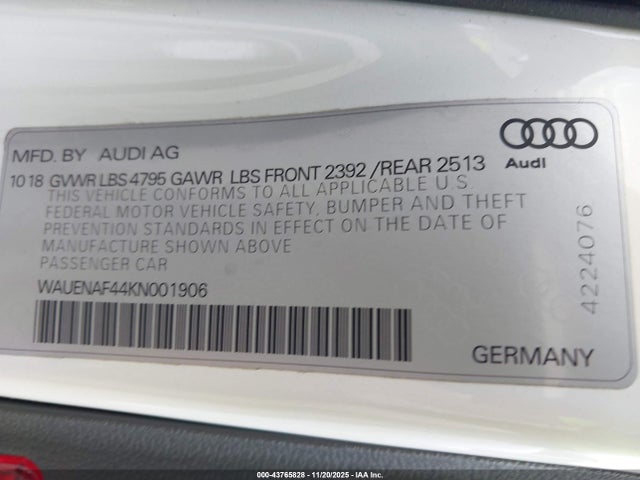 MFD. BY AUDI AG
Audi
10 18 GVWR LBS 4795 GAWR LBS FRONT 2392 / REAR 2513
THIS VEHICLE CONFORMS TO ALL APPLICABLE U.S.
FEDERAL MOTOR VEHICLE SAFETY, BUMPER AND THEFT
PREVENTION STANDARDS IN EFFECT ON THE DATE OF
MANUFACTURE SHOWN ABOVE
PASSENGER CAR
WAUENAF44KN001906
4224076
GERMANY
000-43765828 - 11/20/2025 - IAA Inc.